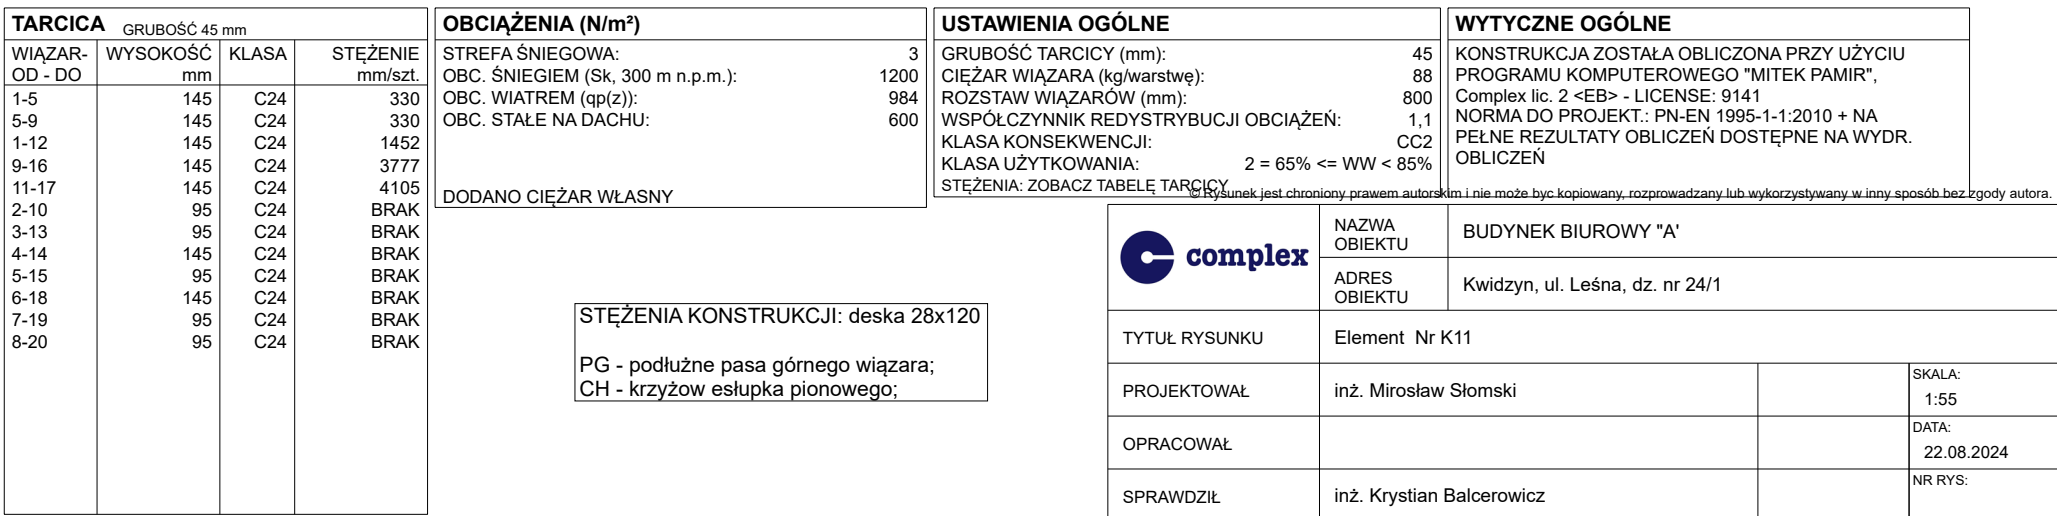 TARCICA GRUBOŚĆ 45 mm
WIĄZAR- WYSOKOŚĆ KLASA STĘŻENIE
OD - DO mm mm/szt.
1-5 145 C24 330
5-9 145 C24 330
1-12 145 C24 1452
9-16 145 C24 3777
11-17 145 C24 4105
2-10 95 C24 BRAK
3-13 95 C24 BRAK
4-14 145 C24 BRAK
5-15 95 C24 BRAK
6-18 145 C24 BRAK
7-19 95 C24 BRAK
8-20 95 C24 BRAK
OBCIĄŻENIA (N/m²)
STREFA ŚNIEGOWA: 3
OBC. ŚNIEGIEM (Sk, 300 m n.p.m.): 1200
OBC. WIATREM (qp(z)): 984
OBC. STAŁE NA DACHU: 600
DODANO CIĘŻAR WŁASNY
USTAWIENIA OGÓLNE
GRUBOŚĆ TARCICY (mm): 45
CIĘŻAR WIĄZARA (kg/warstwę): 88
ROZSTAW WIĄZARÓW (mm): 800
WSPÓŁCZYNNIK REDYSTRYBUCJI OBCIĄŻEŃ: 1,1
KLASA KONSEKWENCJI: CC2
KLASA UŻYTKOWANIA: 2 = 65% <= WW < 85%
STĘŻENIA: ZOBACZ TABELĘ TARCICY
WYTYCZNE OGÓLNE
KONSTRUKCJA ZOSTAŁA OBLICZONA PRZY UŻYCIU
PROGRAMU KOMPUTEROWEGO "MITEK PAMIR",
Complex lic. 2 <EB> - LICENSE: 9141
NORMA DO PROJEKT.: PN-EN 1995-1-1:2010 + NA
PEŁNE REZULTATY OBLICZEŃ DOSTĘPNE NA WYDR.
OBLICZEŃ
© Rysunek jest chroniony prawem autorskim i nie może byc kopiowany, rozprowadzany lub wykorzystywany w inny sposób bez zgody autora.
STĘŻENIA KONSTRUKCJI: deska 28x120
PG - podłużne pasa górnego wiązara;
CH - krzyżow esłupka pionowego;
complex
NAZWA
OBIEKTU
BUDYNEK BIUROWY "A'
ADRES
OBIEKTU
Kwidzyn, ul. Leśna, dz. nr 24/1
TYTUŁ RYSUNKU Element Nr K11
PROJEKTOWAŁ inż. Mirosław Słomski
SKALA:
1:55
OPRACOWAŁ
DATA:
22.08.2024
SPRAWDZIŁ inż. Krystian Balcerowicz
NR RYS: